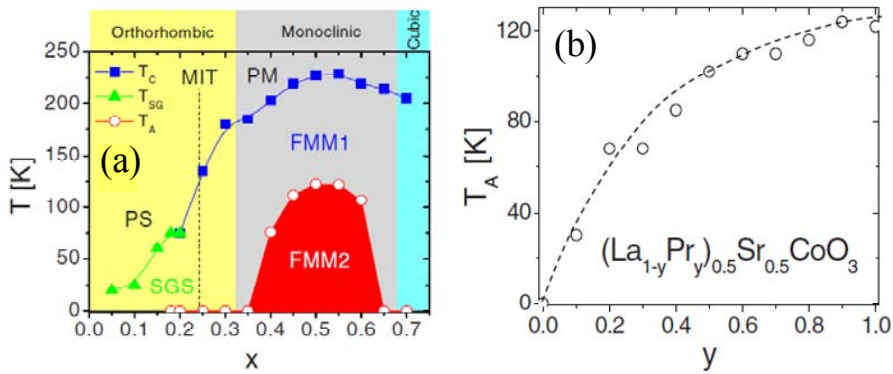 Orthorhombic Monoclinic Cubic
250
200
150
100
50
0
T [K]
T_C
T_SG
T_A
MIT PM
(a)
FMM1
PS
SGS
FMM2
0.0 0.1 0.2 0.3 0.4 0.5 0.6 0.7
x
(b)
120
80
40
0
T_A [K]
(La_{1-y}Pr_y)_{0.5}Sr_{0.5}CoO_3
0.0 0.2 0.4 0.6 0.8 1.0
y